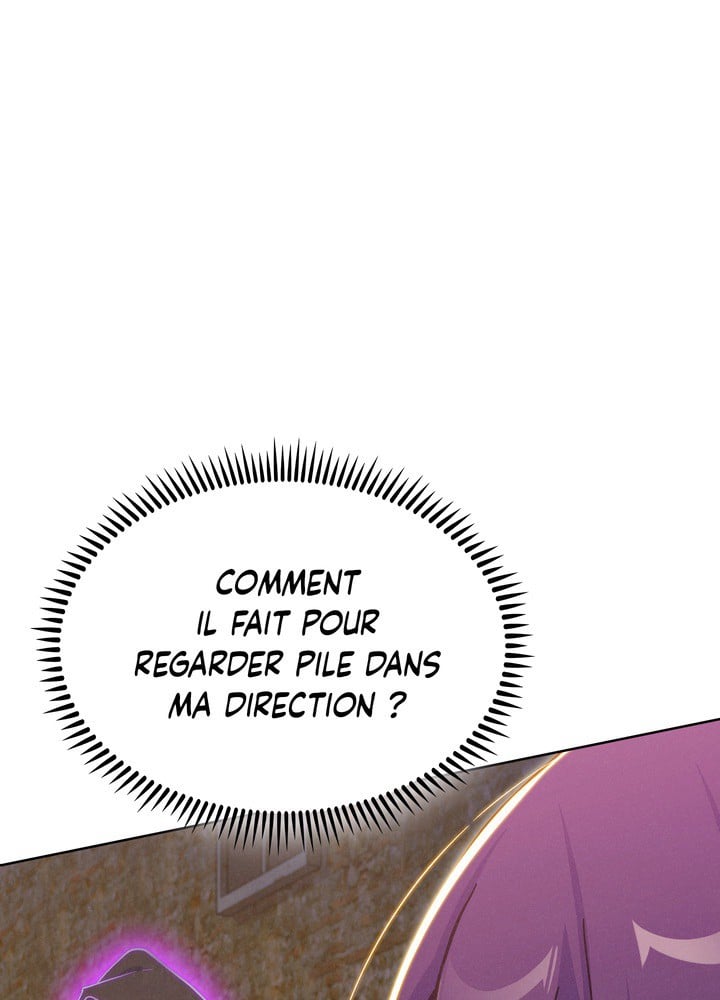 COMMENT
IL FAIT POUR
REGARDER PILE DANS
MA DIRECTION ?